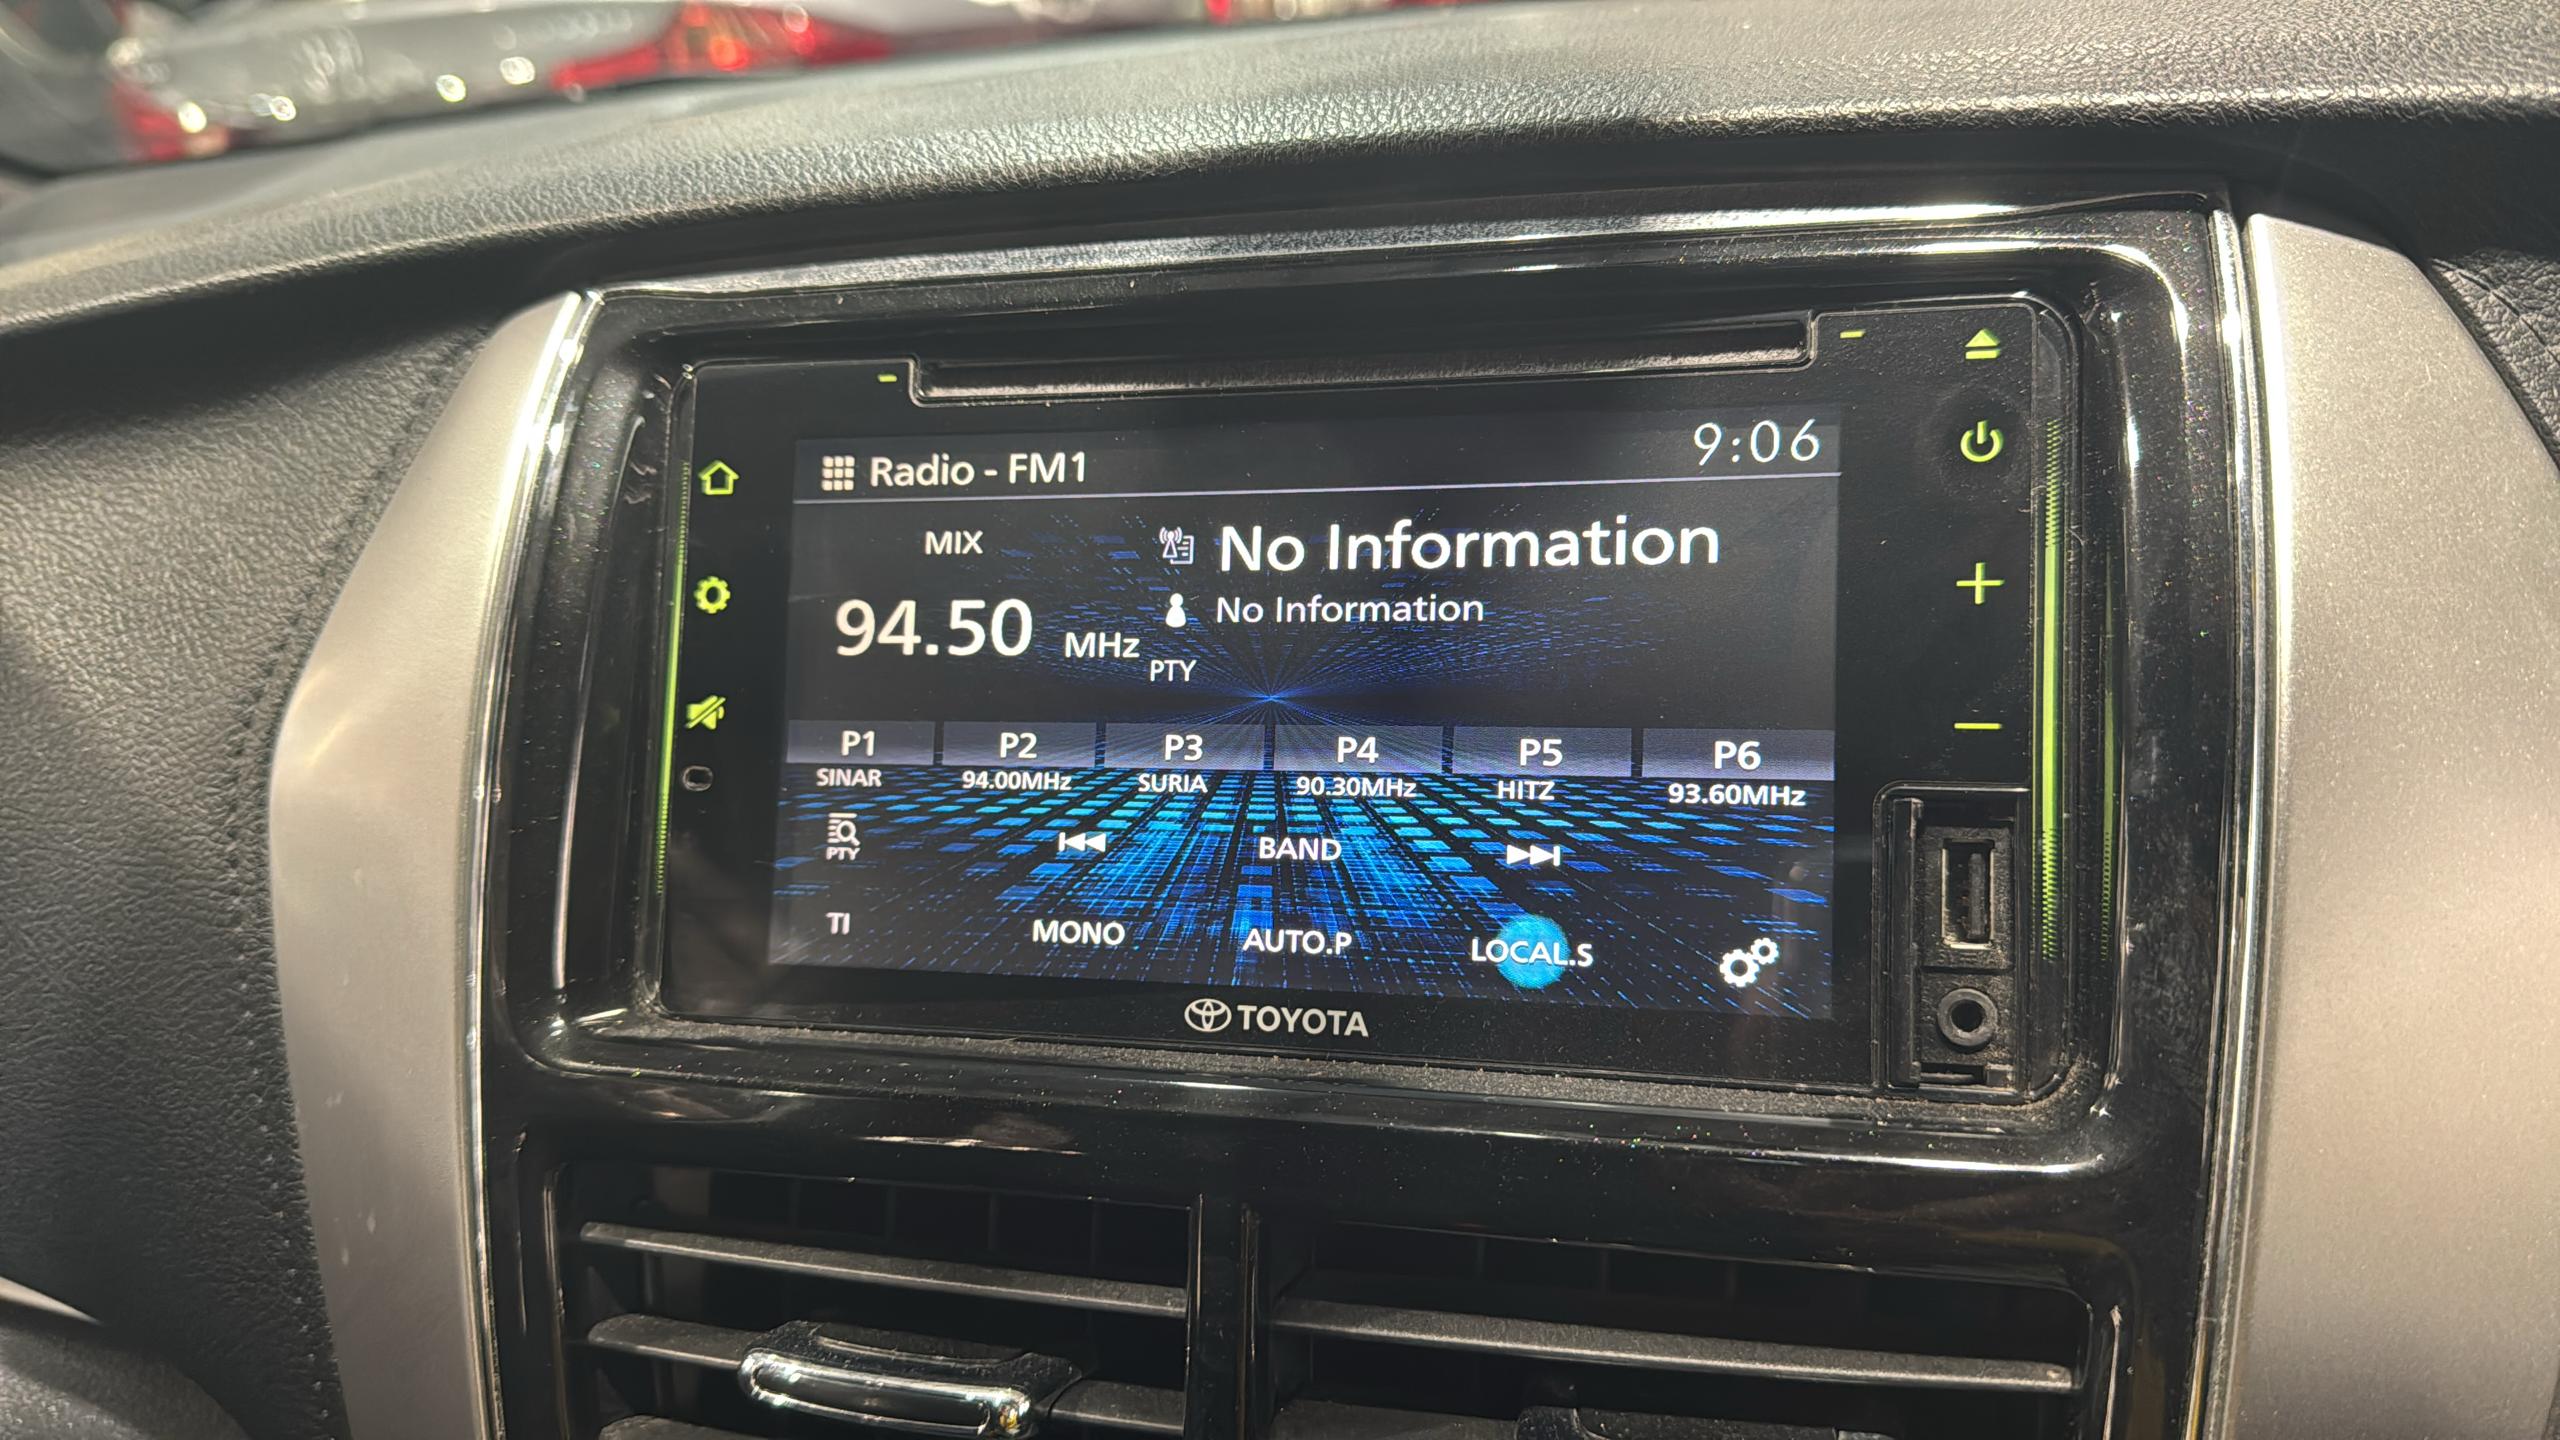 Radio - FM1
9:06
MIX
No Information
94.50 MHz
No Information
PTY
P1 P2 P3 P4 P5 P6
SINAR 94.00MHz SURIA 90.30MHz HITZ 93.60MHz
PTY
BAND
TI
MONO
AUTO.P
LOCAL.S
TOYOTA